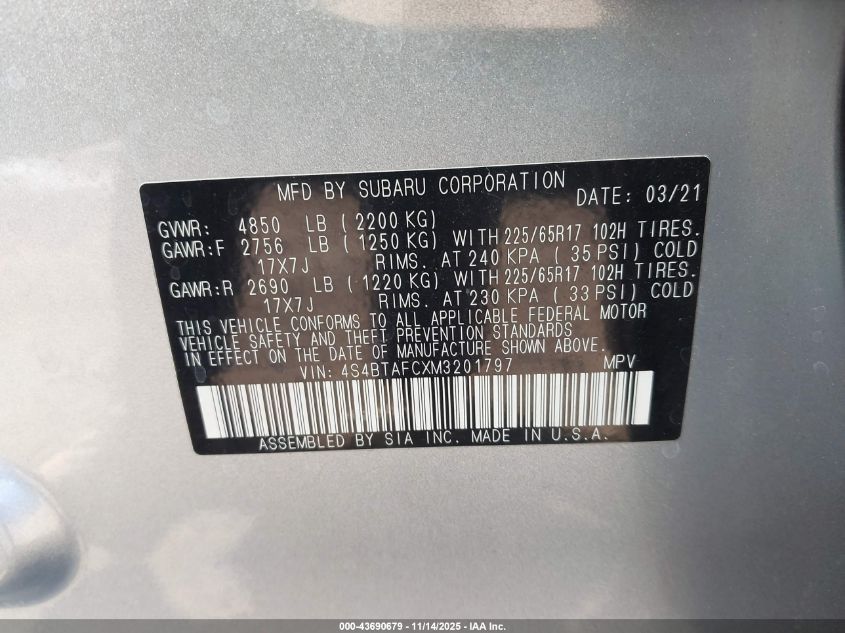 MFD BY SUBARU CORPORATION DATE: 03/21
GVWR: 4850 LB ( 2200 KG)
GAWR:F 2756 LB ( 1250 KG) WITH 225/65R17 102H TIRES.
17X7J RIMS. AT 240 KPA ( 35 PSI) COLD
GAWR:R 2690 LB ( 1220 KG) WITH 225/65R17 102H TIRES.
17X7J RIMS. AT 230 KPA ( 33 PSI) COLD
THIS VEHICLE CONFORMS TO ALL APPLICABLE FEDERAL MOTOR
VEHICLE SAFETY AND THEFT PREVENTION STANDARDS
IN EFFECT ON THE DATE OF MANUFACTURE SHOWN ABOVE.
VIN: 4S4BTAFCXM3201797 MPV
ASSEMBLED BY SIA INC. MADE IN U.S.A.
000-43690679 - 11/14/2025 - IAA Inc.